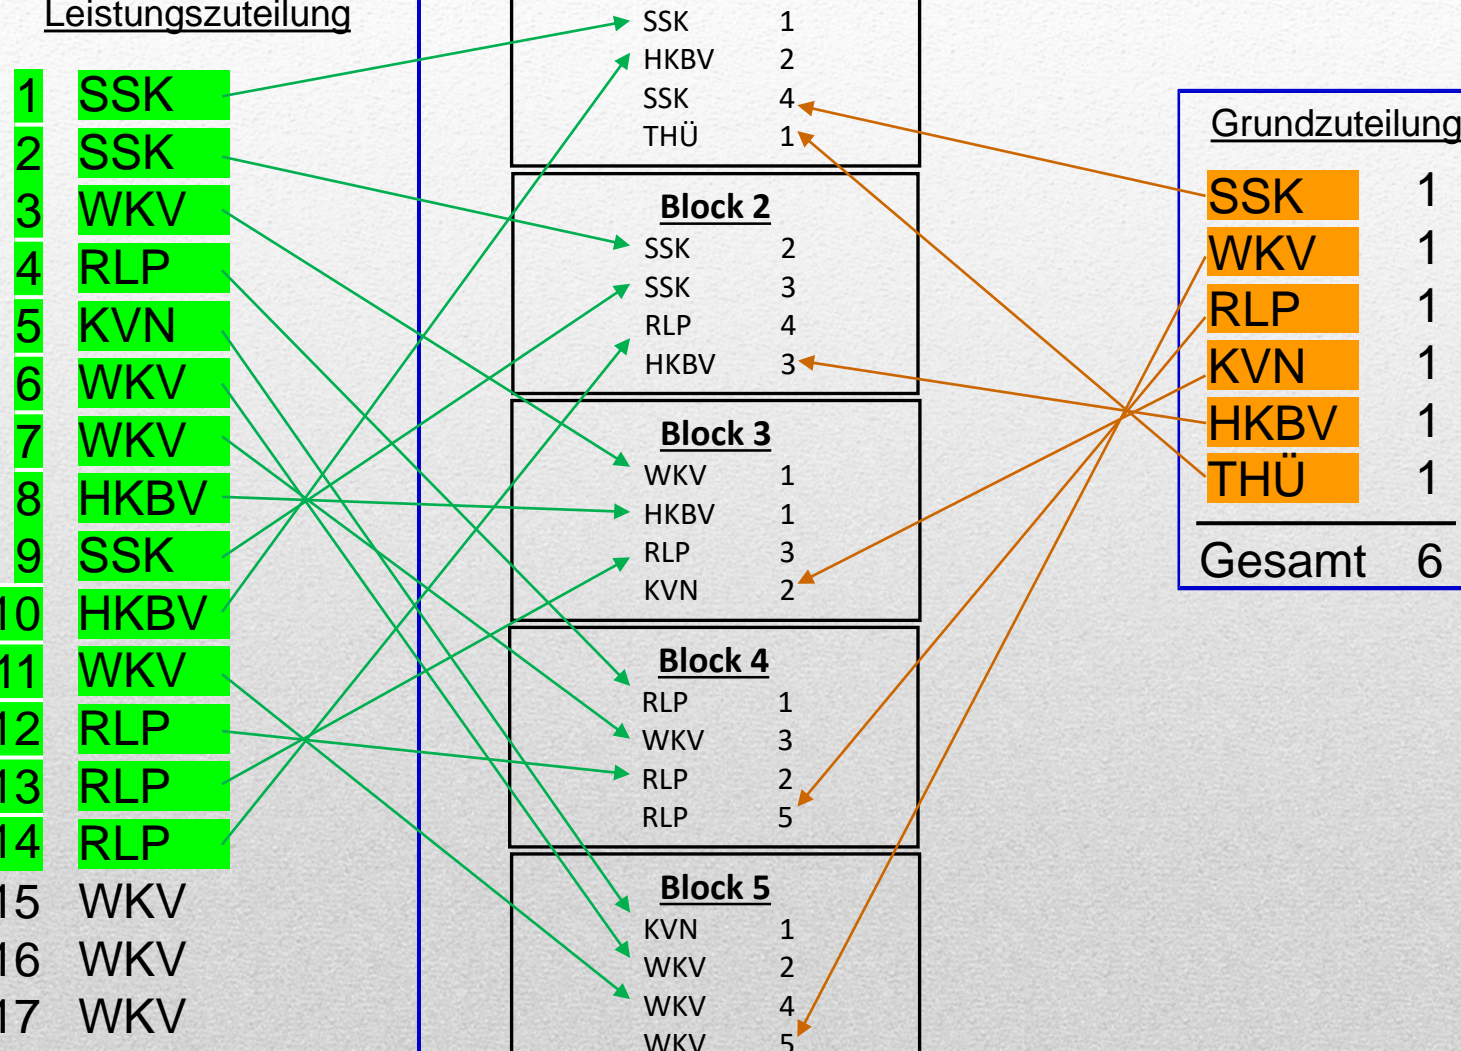 Leistungszuteilung
1 SSK
2 SSK
3 WKV
4 RLP
5 KVN
6 WKV
7 WKV
8 HKBV
9 SSK
10 HKBV
11 WKV
12 RLP
13 RLP
14 RLP
15 WKV
16 WKV
17 WKV
SSK 1
HKBV 2
SSK 4
THÜ 1
Block 2
SSK 2
SSK 3
RLP 4
HKBV 3
Block 3
WKV 1
HKBV 1
RLP 3
KVN 2
Block 4
RLP 1
WKV 3
RLP 2
RLP 5
Block 5
KVN 1
WKV 2
WKV 4
WKV 5
Grundzuteilung
SSK 1
WKV 1
RLP 1
KVN 1
HKBV 1
THÜ 1
Gesamt 6